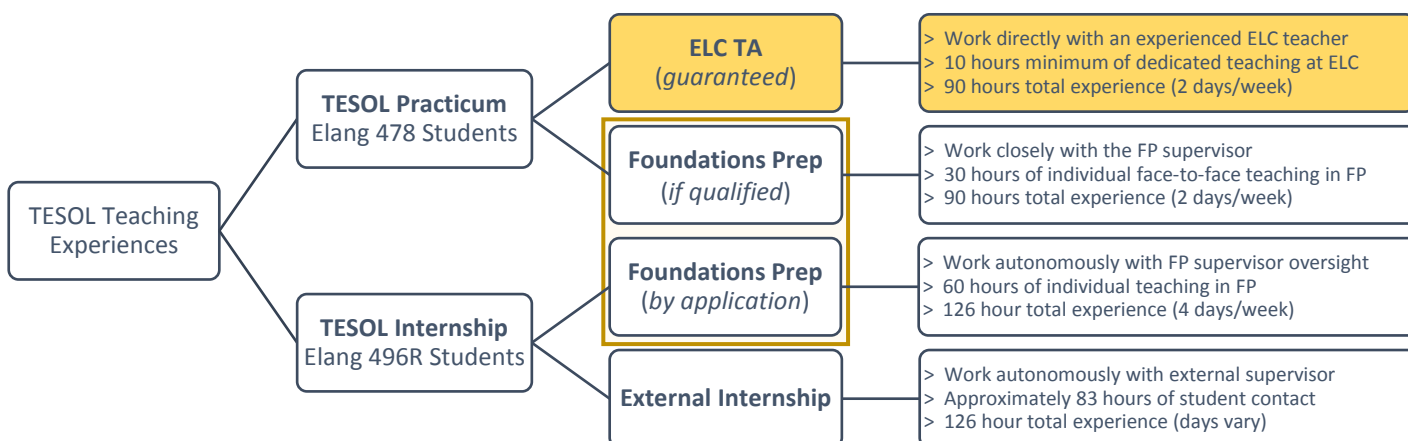 TESOL Teaching
Experiences
TESOL Practicum
Elang 478 Students
ELC TA
(guaranteed)
> Work directly with an experienced ELC teacher
> 10 hours minimum of dedicated teaching at ELC
> 90 hours total experience (2 days/week)
Foundations Prep
(if qualified)
> Work closely with the FP supervisor
> 30 hours of individual face-to-face teaching in FP
> 90 hours total experience (2 days/week)
TESOL Internship
Elang 496R Students
Foundations Prep
(by application)
> Work autonomously with FP supervisor oversight
> 60 hours of individual teaching in FP
> 126 hour total experience (4 days/week)
External Internship
> Work autonomously with external supervisor
> Approximately 83 hours of student contact
> 126 hour total experience (days vary)